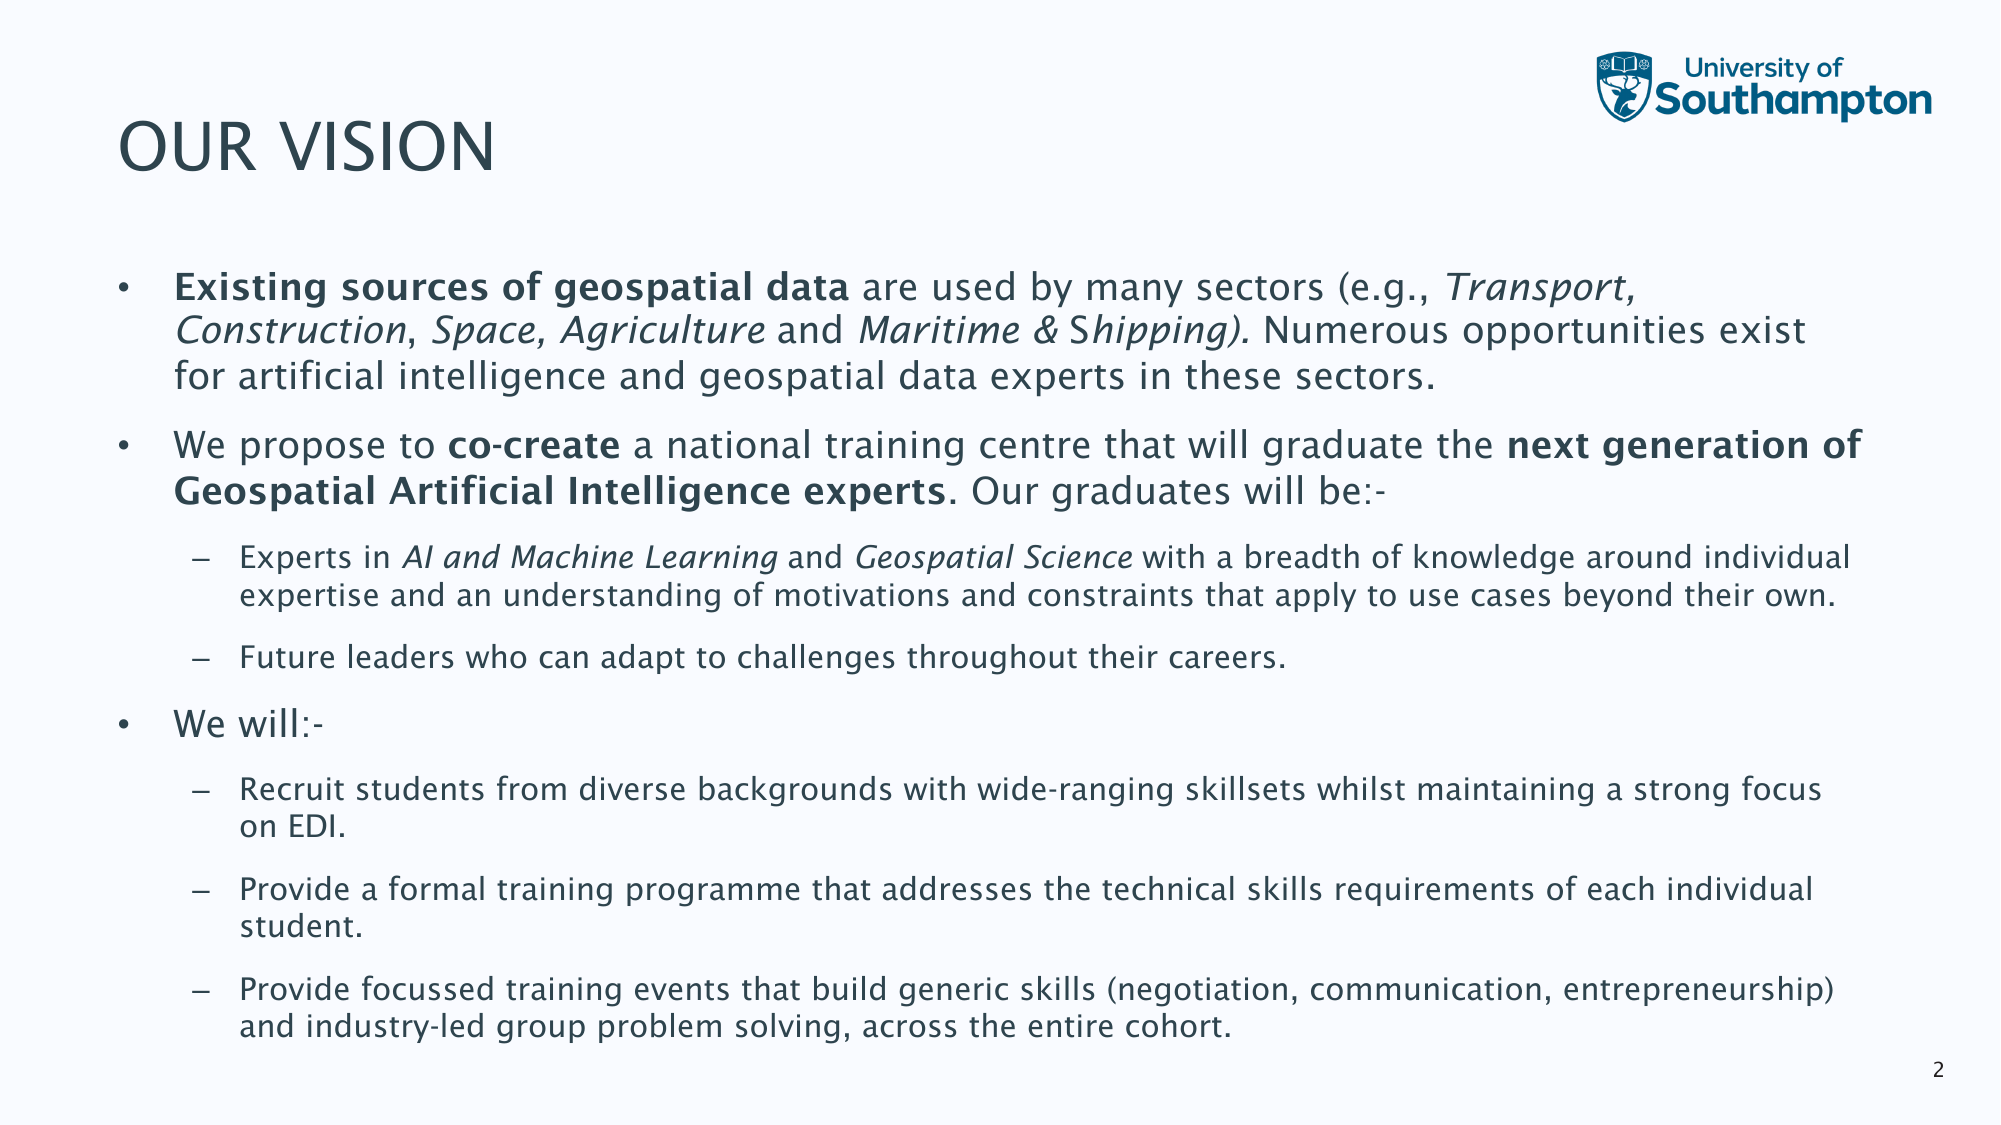 University of
Southampton
OUR VISION
• Existing sources of geospatial data are used by many sectors (e.g., Transport,
Construction, Space, Agriculture and Maritime & Shipping). Numerous opportunities exist
for artificial intelligence and geospatial data experts in these sectors.
• We propose to co-create a national training centre that will graduate the next generation of
Geospatial Artificial Intelligence experts. Our graduates will be:-
– Experts in AI and Machine Learning and Geospatial Science with a breadth of knowledge around individual
expertise and an understanding of motivations and constraints that apply to use cases beyond their own.
– Future leaders who can adapt to challenges throughout their careers.
• We will:-
– Recruit students from diverse backgrounds with wide-ranging skillsets whilst maintaining a strong focus
on EDI.
– Provide a formal training programme that addresses the technical skills requirements of each individual
student.
– Provide focussed training events that build generic skills (negotiation, communication, entrepreneurship)
and industry-led group problem solving, across the entire cohort.
2